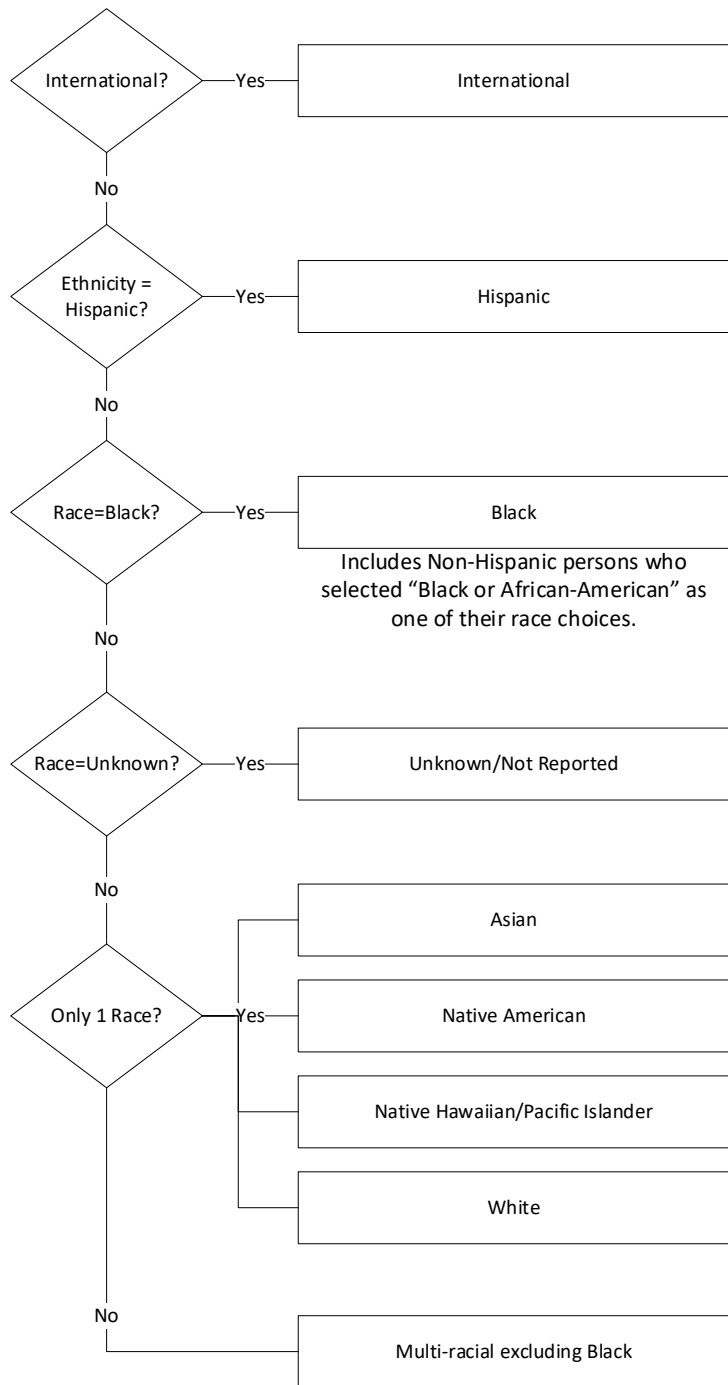 International?
Yes
International
No
Ethnicity =
Hispanic?
Yes
Hispanic
No
Race=Black?
Yes
Black
Includes Non-Hispanic persons who
selected “Black or African-American” as
one of their race choices.
No
Race=Unknown?
Yes
Unknown/Not Reported
No
Asian
Only 1 Race?
Yes
Native American
Native Hawaiian/Pacific Islander
White
No
Multi-racial excluding Black